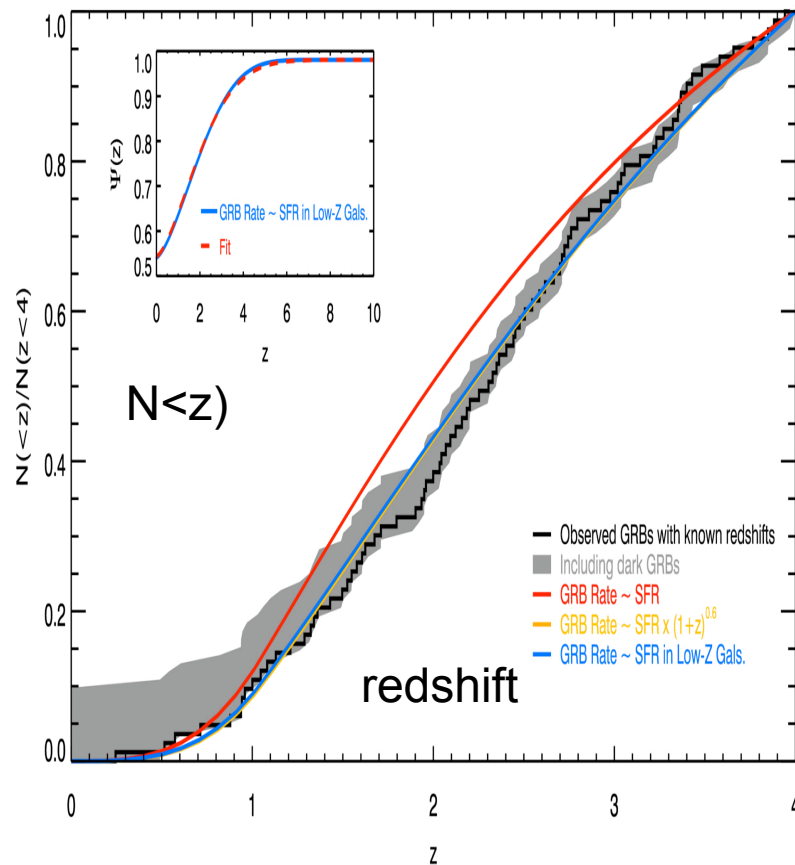 1.0
0.8
0.6
0.4
0.2
0.0
N(<z)/N(z<4)
0
1
2
3
4
z
1.0
0.9
0.8
0.7
0.6
0.5
Ψ(z)
GRB Rate ~ SFR in Low-Z Gals.
Fit
0 2 4 6 8 10
z
N<z)
Observed GRBs with known redshifts
Including dark GRBs
GRB Rate ~ SFR
GRB Rate ~ SFR x (1+z)^0.6
GRB Rate ~ SFR in Low-Z Gals.
redshift